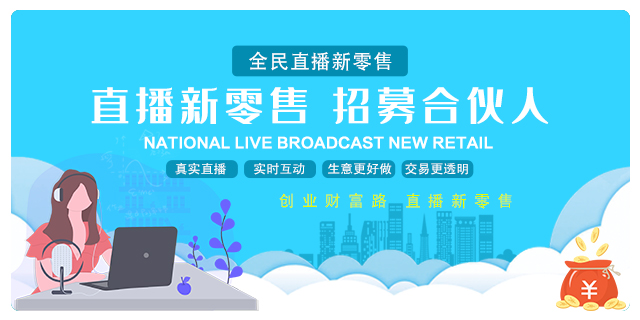 全民直播新零售
直播新零售 招募合伙人
NATIONAL LIVE BROADCAST NEW RETAIL
真实直播 实时互动 生意更好做 交易更透明
创业财富路 直播新零售
¥